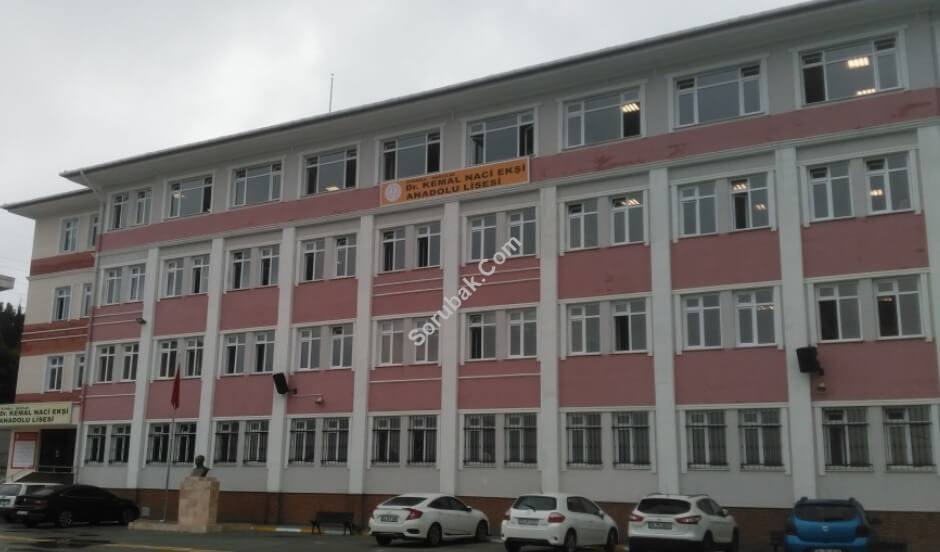 Dr. KEMAL NACİ EKŞİ
ANADOLU LİSESİ
Sorubak.Com
Dr. KEMAL NACİ EKŞİ
ANADOLU LİSESİ